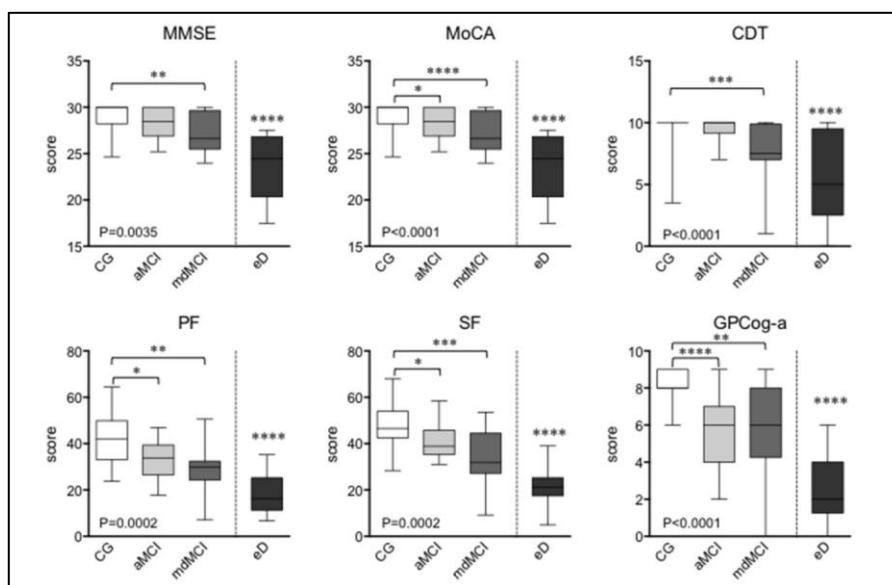 MMSE
35
30
25
20
15
score
**
****
P=0.0035
CG
aMCI
mdMCI
eD
MoCA
35
30
25
20
15
score
****
*
****
P<0.0001
CG
aMCI
mdMCI
eD
CDT
15
10
5
0
score
***
****
P<0.0001
CG
aMCI
mdMCI
eD
PF
80
60
40
20
0
score
**
*
****
P=0.0002
CG
aMCI
mdMCI
eD
SF
80
60
40
20
0
score
***
*
****
P=0.0002
CG
aMCI
mdMCI
eD
GPCog-a
10
8
6
4
2
0
score
**
****
****
P<0.0001
CG
aMCI
mdMCI
eD